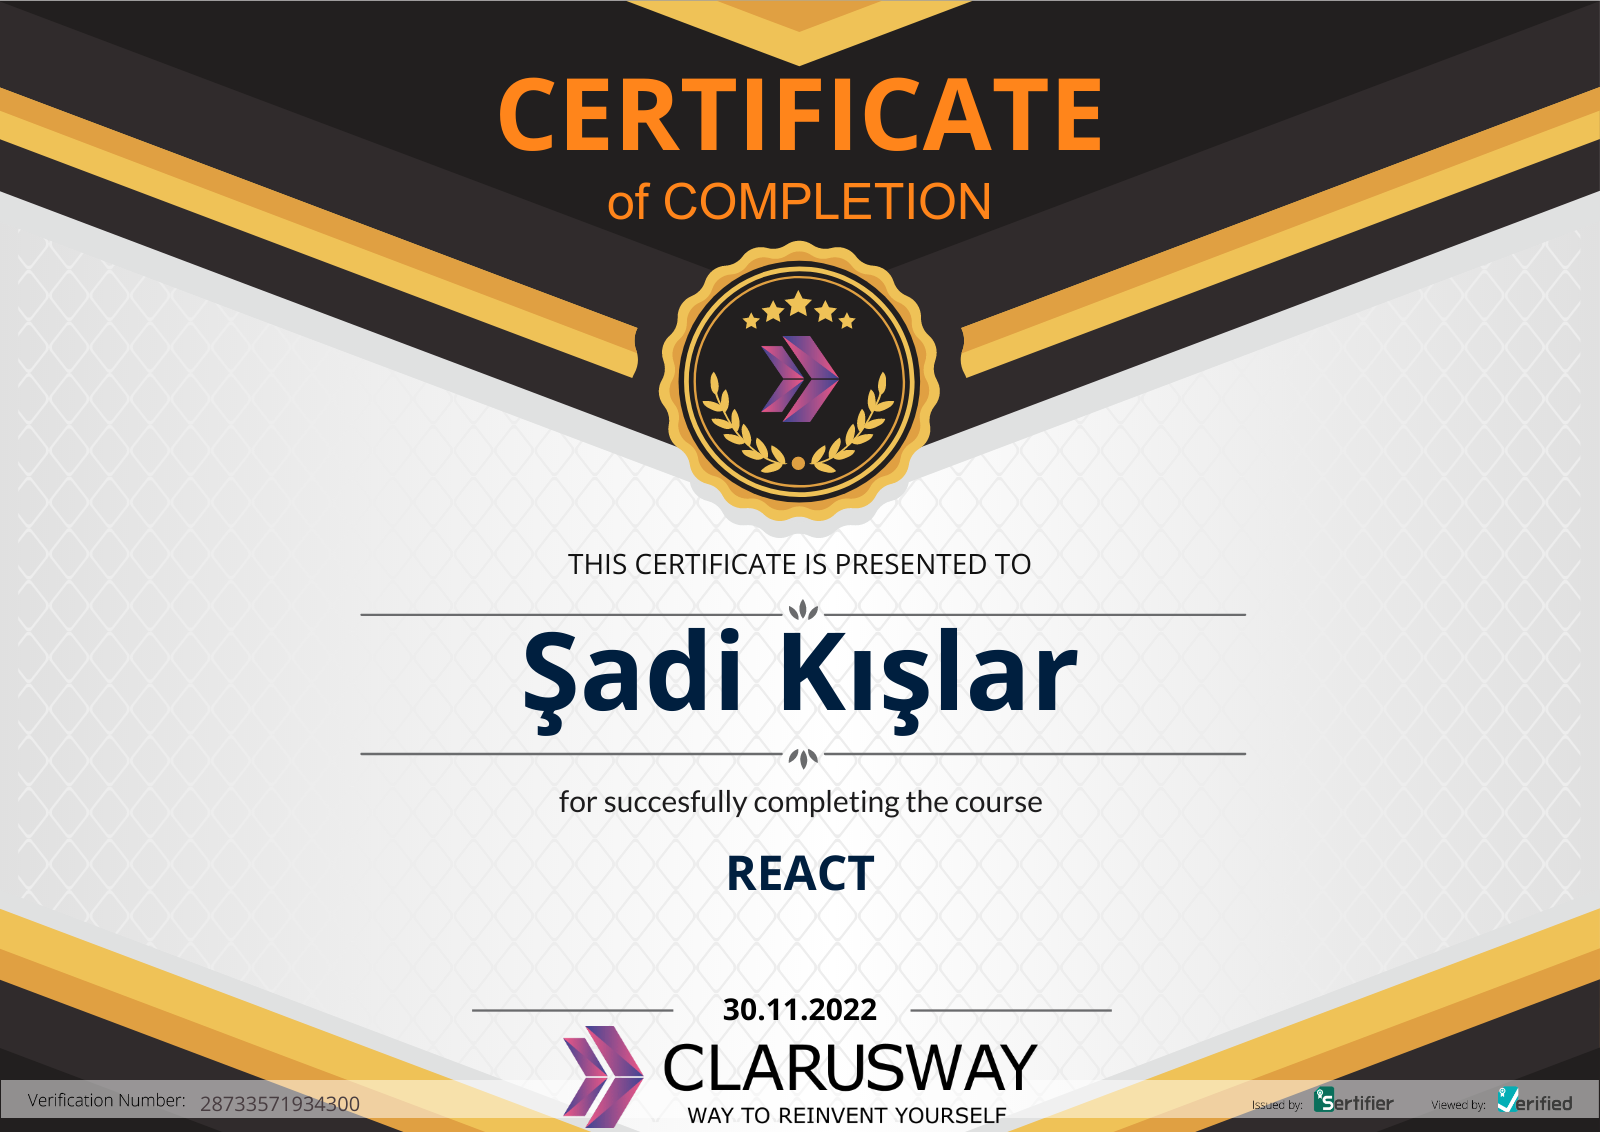 CERTIFICATE
of COMPLETION
THIS CERTIFICATE IS PRESENTED TO
Şadi Kışlar
for succesfully completing the course
REACT
30.11.2022
CLARUSWAY
WAY TO REINVENT YOURSELF
Verification Number: 28733571934300
Issued by: Sertifier
Viewed by: Verified